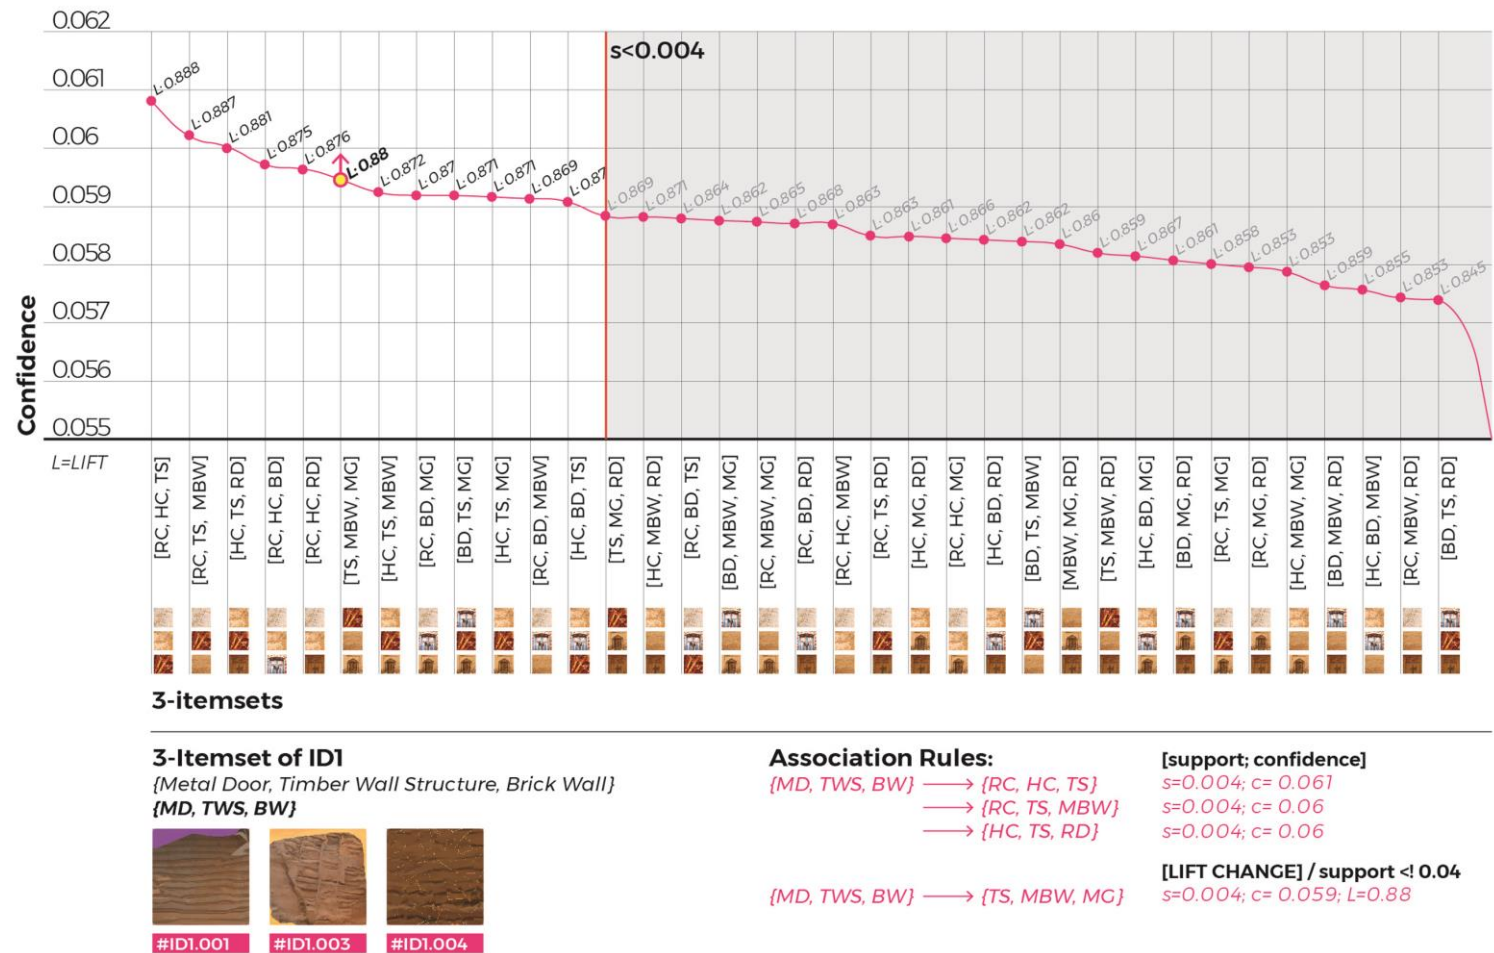 0.062
0.061
0.06
0.059
0.058
0.057
0.056
0.055
Confidence
s<0.004
L:0.888
L:0.887
L:0.881
L:0.875
L:0.876
L:0.88
L:0.872
L:0.87
L:0.871
L:0.871
L:0.869
L:0.87
L:0.869
L:0.871
L:0.864
L:0.862
L:0.865
L:0.868
L:0.863
L:0.863
L:0.861
L:0.866
L:0.862
L:0.862
L:0.86
L:0.859
L:0.867
L:0.861
L:0.858
L:0.853
L:0.853
L:0.859
L:0.855
L:0.853
L:0.845
L=LIFT
[RC, HC, TS]
[RC, TS, MBW]
[HC, TS, RD]
[RC, HC, BD]
[RC, HC, RD]
[TS, MBW, MG]
[HC, TS, MBW]
[RC, BD, MG]
[BD, TS, MG]
[HC, TS, MG]
[RC, BD, MBW]
[HC, BD, TS]
[TS, MG, RD]
[HC, MBW, RD]
[RC, BD, TS]
[BD, MBW, MG]
[RC, MBW, MG]
[RC, BD, RD]
[RC, HC, MBW]
[RC, TS, RD]
[HC, MG, RD]
[RC, HC, MG]
[HC, BD, RD]
[BD, TS, MBW]
[MBW, MG, RD]
[TS, MBW, RD]
[HC, BD, MG]
[BD, MG, RD]
[RC, TS, MG]
[RC, MG, RD]
[HC, MBW, MG]
[BD, MBW, RD]
[HC, BD, MBW]
[RC, MBW, RD]
[BD, TS, RD]
3-itemsets
3-Itemset of ID1
{Metal Door, Timber Wall Structure, Brick Wall}
{MD, TWS, BW}
#ID1.001
#ID1.003
#ID1.004
Association Rules:
[support; confidence]
{MD, TWS, BW} ⟶ {RC, HC, TS} s=0.004; c= 0.061
⟶ {RC, TS, MBW} s=0.004; c= 0.06
⟶ {HC, TS, RD} s=0.004; c= 0.06
[LIFT CHANGE] / support <! 0.04
{MD, TWS, BW} ⟶ {TS, MBW, MG} s=0.004; c= 0.059; L=0.88